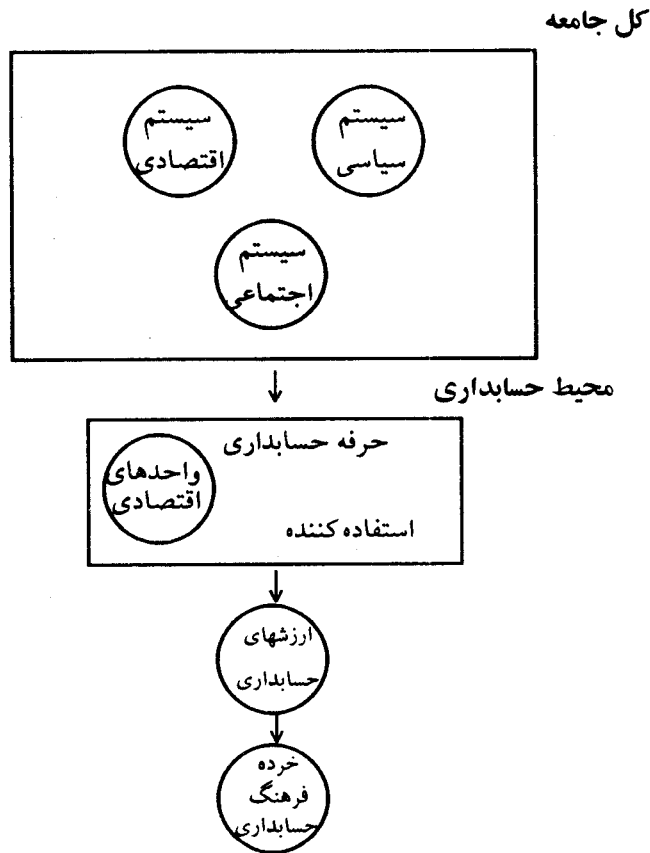 کل جامعه
سیستم
سیاسی
سیستم
اقتصادی
سیستم
اجتماعی
محیط حسابداری
حرفه حسابداری
واحدهای
اقتصادی
استفاده کننده
ارزشهای
حسابداری
خرده
فرهنگ
حسابداری